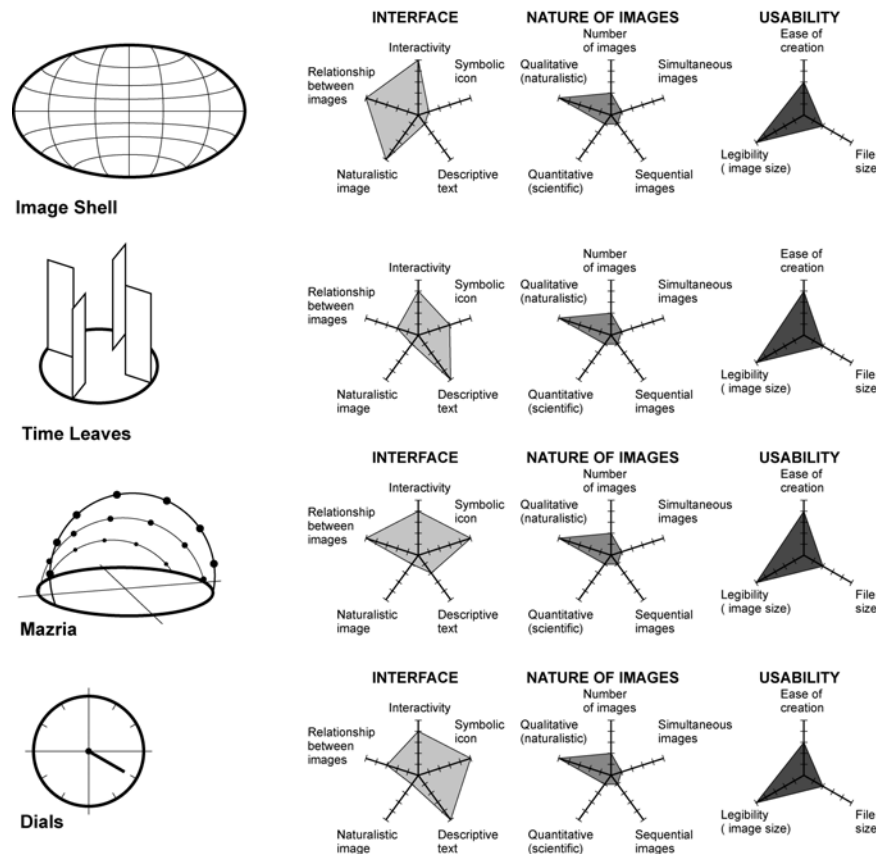 INTERFACE
NATURE OF IMAGES
USABILITY
Interactivity
Symbolic
icon
Relationship
between
images
Naturalistic
image
Descriptive
text
Number
of images
Qualitative
(naturalistic)
Simultaneous
images
Quantitative
(scientific)
Sequential
images
Ease of
creation
Legibility
( image size)
File
size
Image Shell
Interactivity
Symbolic
icon
Relationship
between images
Naturalistic
image
Descriptive
text
Number
of images
Qualitative
(naturalistic)
Simultaneous
images
Quantitative
(scientific)
Sequential
images
Ease of
creation
Legibility
( image size)
File
size
Time Leaves
INTERFACE
NATURE OF IMAGES
USABILITY
Interactivity
Symbolic
icon
Relationship
between
images
Naturalistic
image
Descriptive
text
Number
of images
Qualitative
(naturalistic)
Simultaneous
images
Quantitative
(scientific)
Sequential
images
Ease of
creation
Legibility
( image size)
File
size
Mazria
INTERFACE
NATURE OF IMAGES
USABILITY
Interactivity
Symbolic
icon
Relationship
between
images
Naturalistic
image
Descriptive
text
Number
of images
Qualitative
(naturalistic)
Simultaneous
images
Quantitative
(scientific)
Sequential
images
Ease of
creation
Legibility
( image size)
File
size
Dials